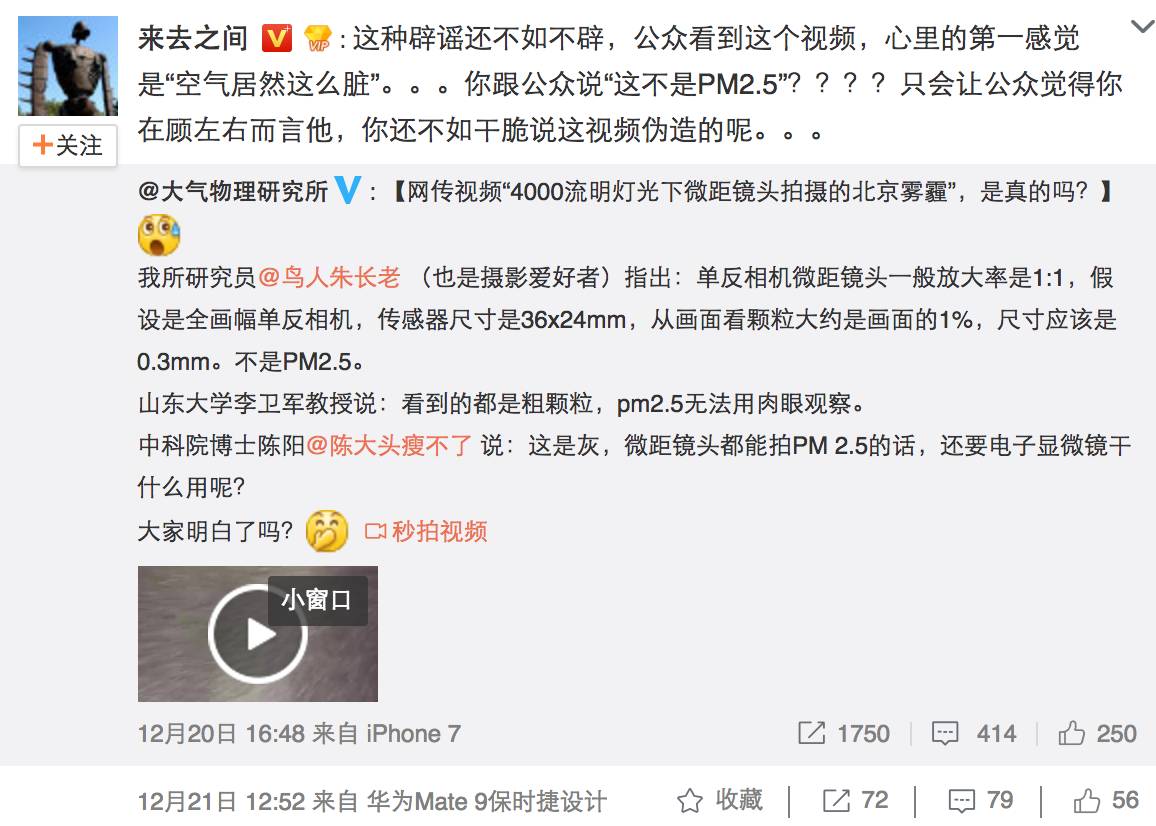 来去之间 V VIP : 这种辟谣还不如不辟，公众看到这个视频，心里的第一感觉
是“空气居然这么脏”。。。你跟公众说“这不是PM2.5”？？？？只会让公众觉得你
在顾左右而言他，你还不如干脆说这视频伪造的呢。。。
+关注
@大气物理研究所 V : 【网传视频“4000流明灯光下微距镜头拍摄的北京雾霾”，是真的吗？】
我所研究员@鸟人朱长老 （也是摄影爱好者）指出：单反相机微距镜头一般放大率是1:1，假
设是全画幅单反相机，传感器尺寸是36x24mm，从画面看颗粒大约是画面的1%，尺寸应该是
0.3mm。不是PM2.5。
山东大学李卫军教授说：看到的都是粗颗粒，pm2.5无法用肉眼观察。
中科院博士陈阳@陈大头瘦不了 说：这是灰，微距镜头都能拍PM 2.5的话，还要电子显微镜干
什么用呢？
大家明白了吗？ 秒拍视频
小窗口
12月20日 16:48 来自 iPhone 7 1750 414 250
12月21日 12:52 来自 华为Mate 9保时捷设计 收藏 72 79 56